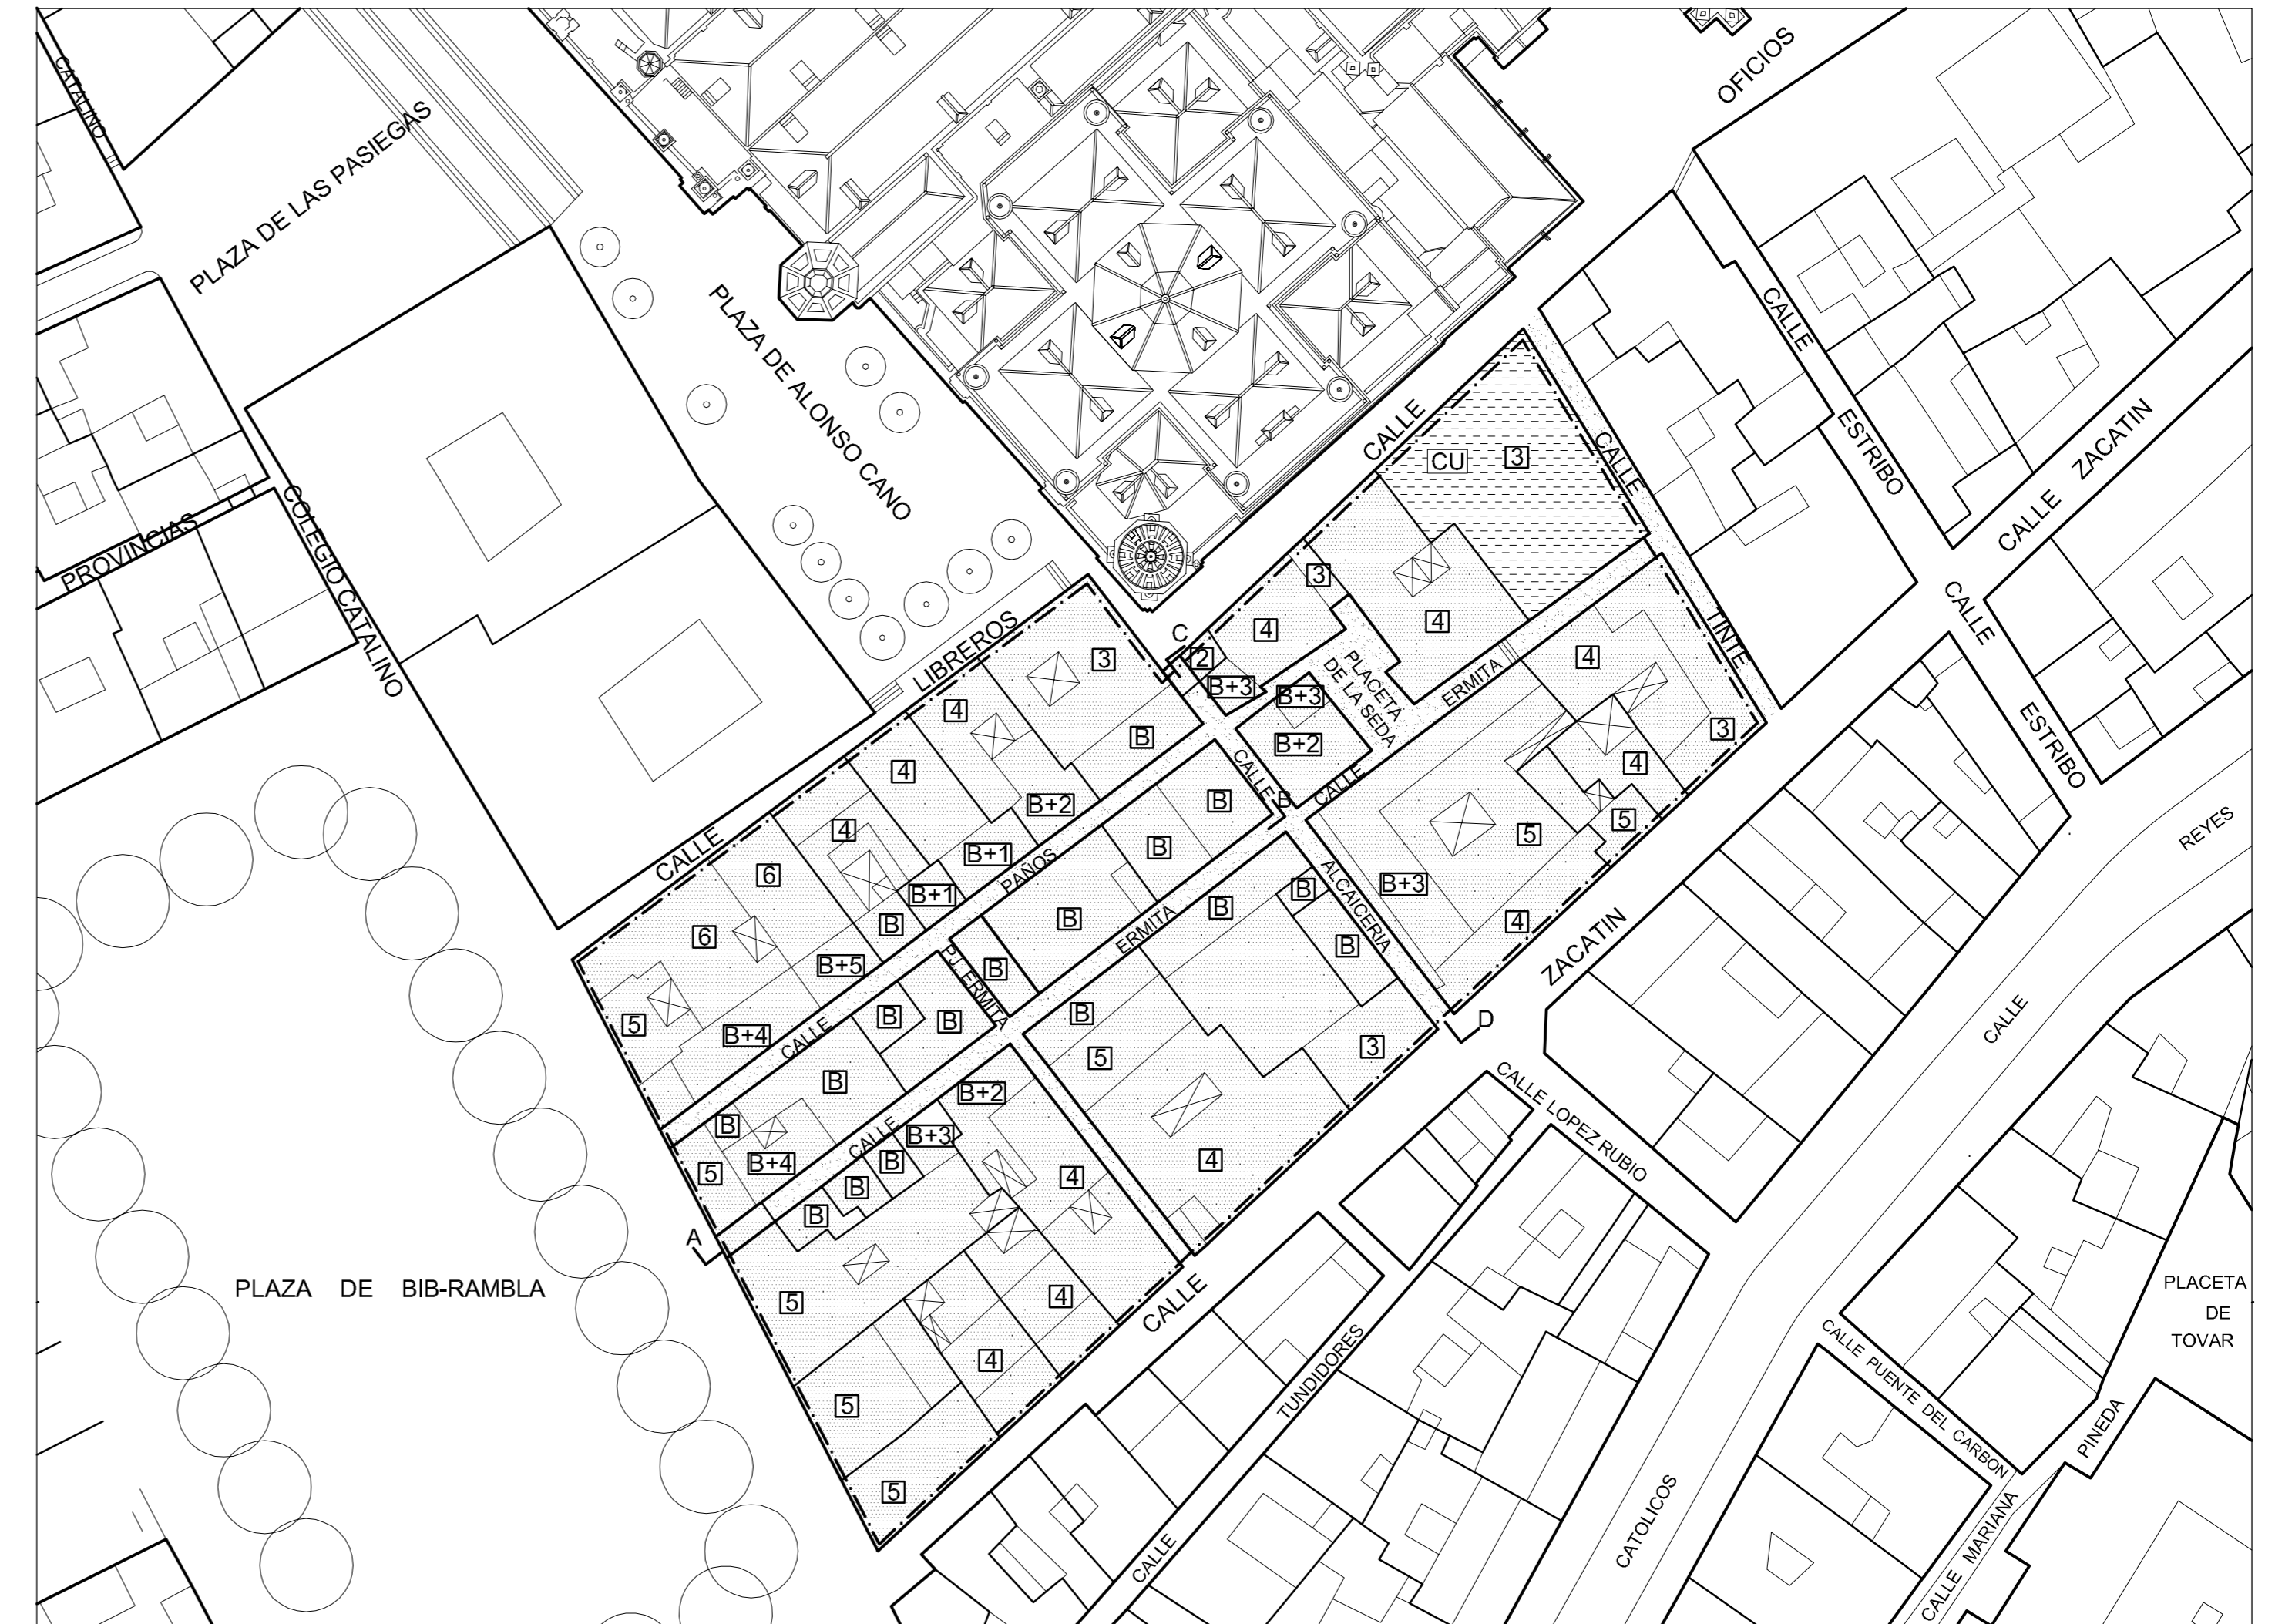 CATALINO
PLAZA DE LAS PASIEGAS
OFICIOS
PLAZA DE ALONSO CANO
CALLE
ESTRIBO
CALLE
ZACATIN
CALLE
CALLE
TINTE
CU
3
COLEGIO CATALINO
PROVINCIAS
CALLE
LIBREROS
C
2
3
4
4
4
3
B+3
B+3
B+2
PLACETA
DE LA SEDA
ERMITA
CALLE
CALLE
ESTRIBO
3
4
B
4
4
B+2
B+1
B+1
B
6
6
5
B+5
B+4
CALLE
PAÑOS
CALLE
B
B
B
B
ERMITA
B
B
ALCAICERIA
B
4
3
5
5
B+3
4
ZACATIN
D
PJ. ERMITA
B
B
B
B
B
B+4
5
CALLE
B
5
3
4
B+2
B+3
B
B
B
4
A
5
4
4
5
5
CALLE
PLAZA DE BIB-RAMBLA
CALLE LOPEZ RUBIO
REYES
CALLE
CATOLICOS
TUNDIDORES
CALLE
PLACETA
DE
TOVAR
CALLE PUENTE DEL CARBON
PINEDA
CALLE MARIANA